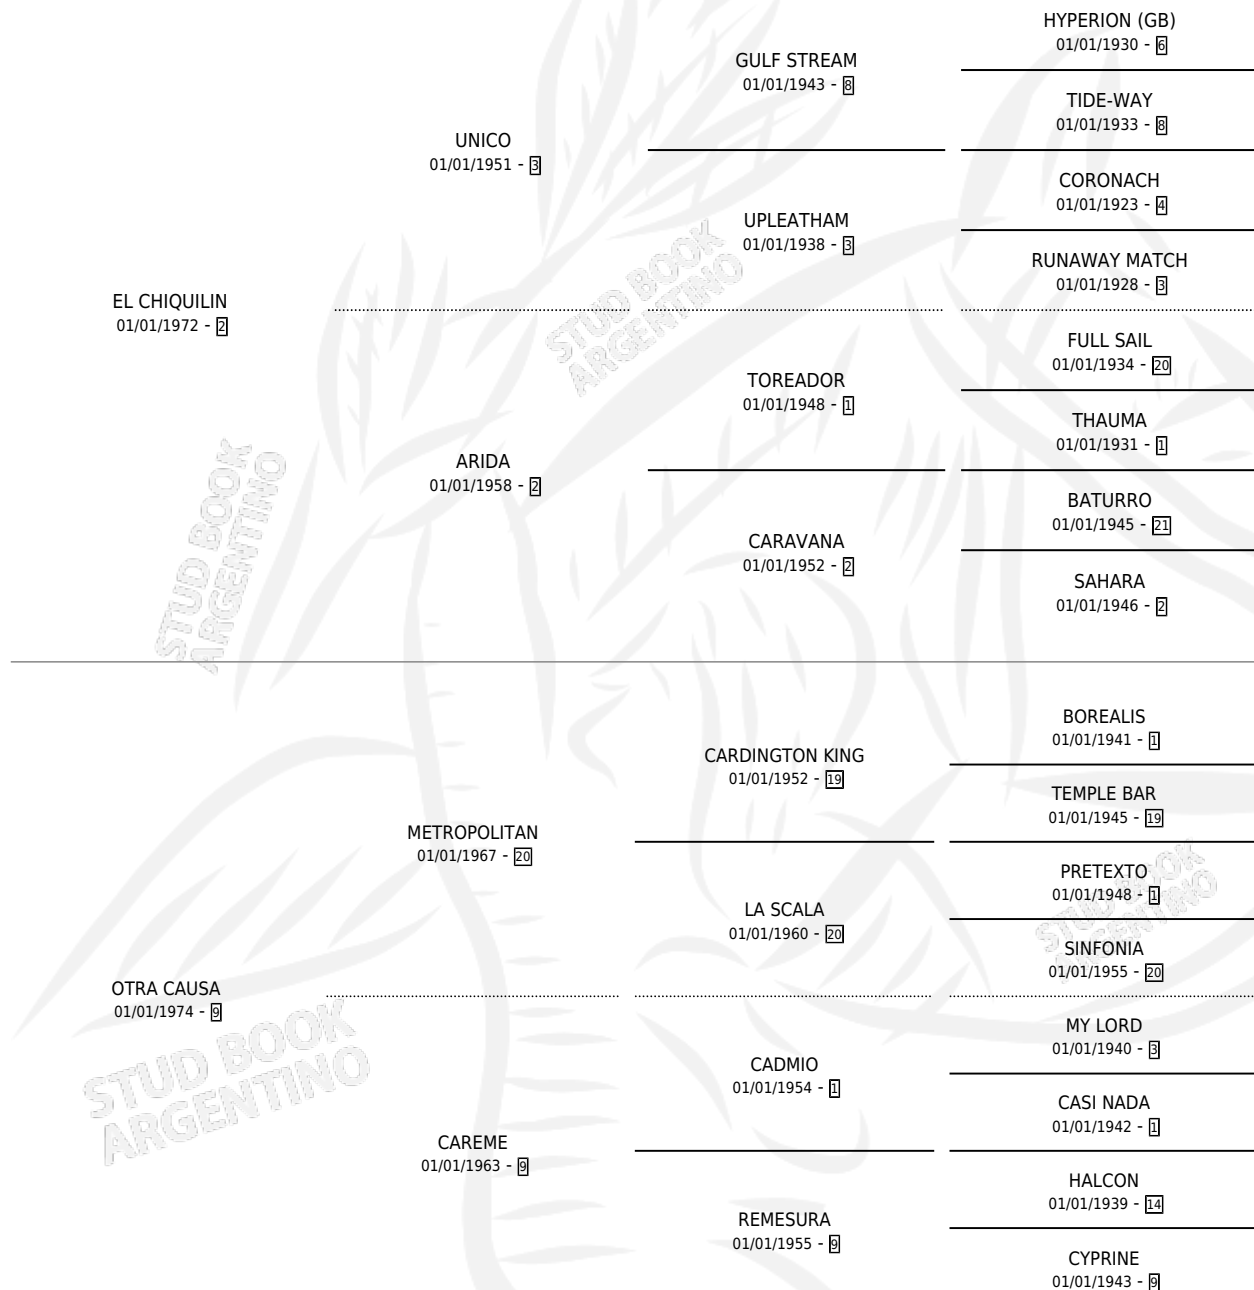 HYPERION (GB)
01/01/1930 - 6
GULF STREAM
01/01/1943 - 8
TIDE-WAY
01/01/1933 - 8
UNICO
01/01/1951 - 3
CORONACH
01/01/1923 - 4
UPLEATHAM
01/01/1938 - 3
RUNAWAY MATCH
01/01/1928 - 3
EL CHIQUILIN
01/01/1972 - 2
STUD BOOK
ARGENTINO
FULL SAIL
01/01/1934 - 20
TOREADOR
01/01/1948 - 1
THAUMA
01/01/1931 - 1
ARIDA
01/01/1958 - 2
BATURRO
01/01/1945 - 21
CARAVANA
01/01/1952 - 2
SAHARA
01/01/1946 - 2
STUD BOOK
ARGENTINO
BOREALIS
01/01/1941 - 1
CARDINGTON KING
01/01/1952 - 19
TEMPLE BAR
01/01/1945 - 19
METROPOLITAN
01/01/1967 - 20
PRETEXTO
01/01/1948 - 1
LA SCALA
01/01/1960 - 20
SINFONIA
01/01/1955 - 20
STUD BOOK
ARGENTINO
OTRA CAUSA
01/01/1974 - 9
STUD BOOK
ARGENTINO
MY LORD
01/01/1940 - 3
CADMIO
01/01/1954 - 1
CASI NADA
01/01/1942 - 1
CAREME
01/01/1963 - 9
HALCON
01/01/1939 - 14
REMESURA
01/01/1955 - 9
CYPRINE
01/01/1943 - 9